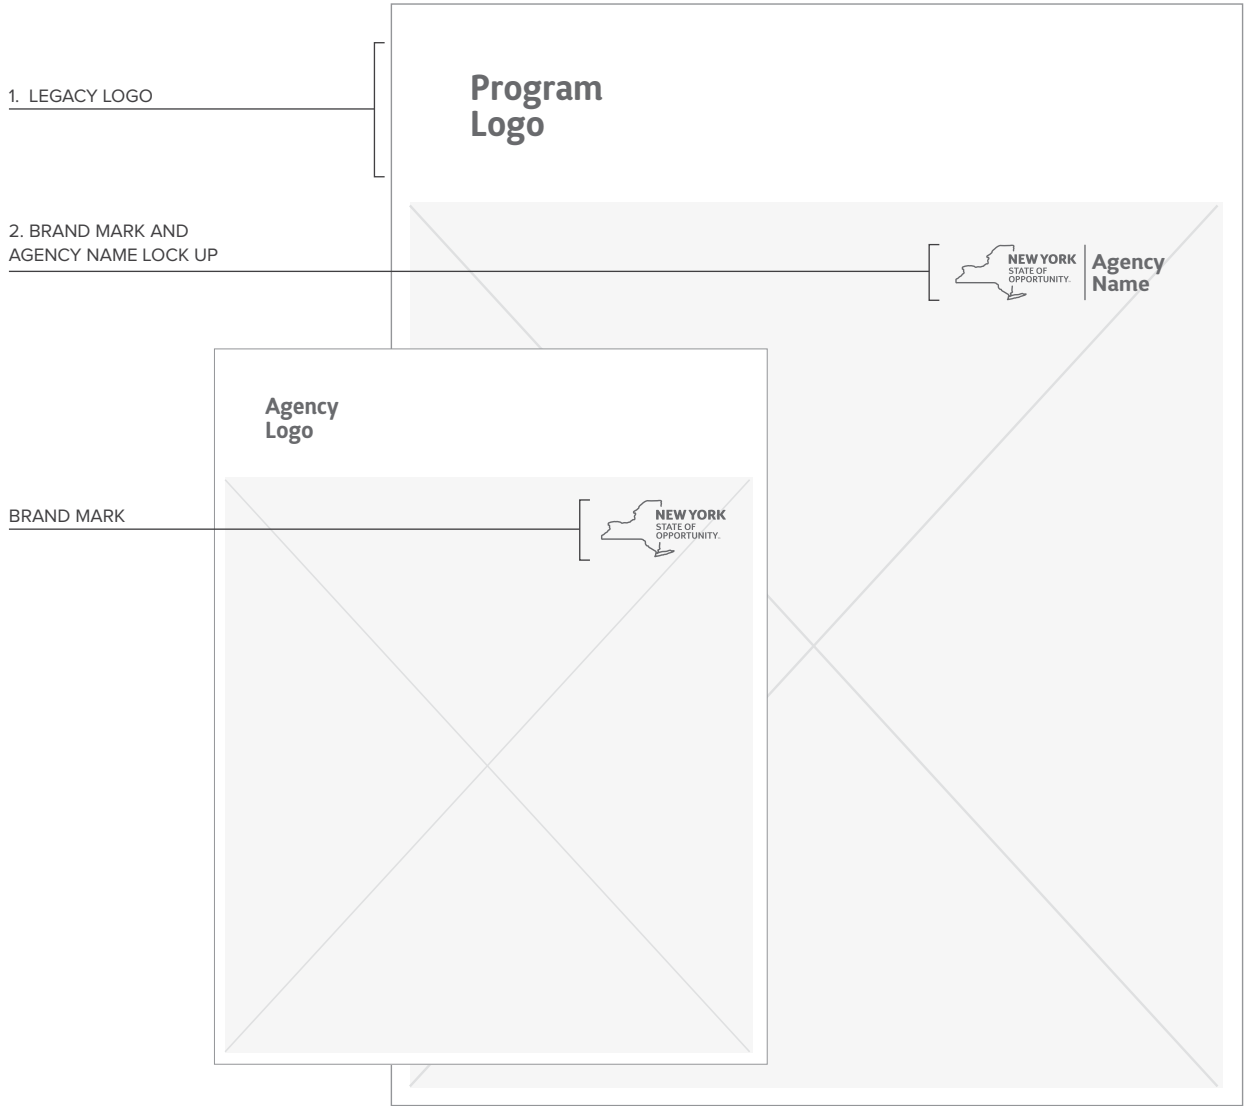 1. LEGACY LOGO
Program
Logo
2. BRAND MARK AND
AGENCY NAME LOCK UP
NEW YORK
STATE OF
OPPORTUNITY.
Agency
Name
Agency
Logo
BRAND MARK
NEW YORK
STATE OF
OPPORTUNITY.